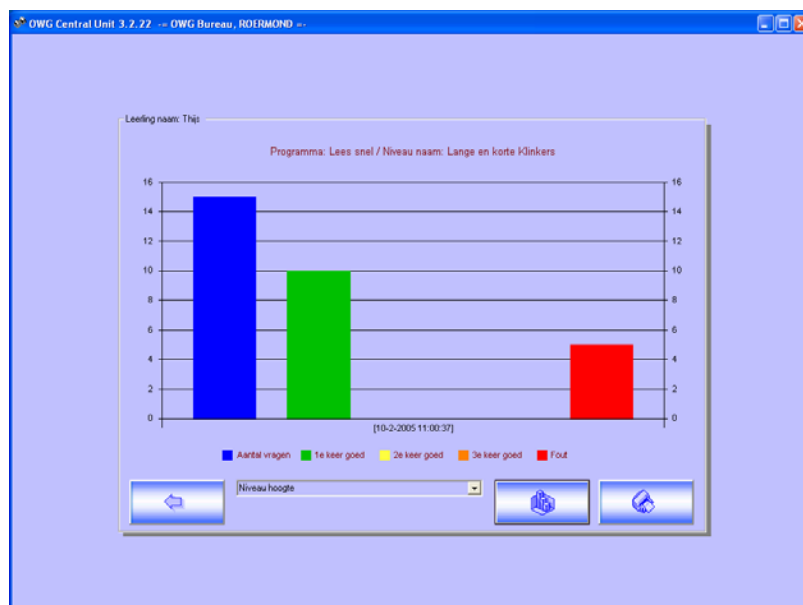 OWG Central Unit 3.2.22 -= OWG Bureau, ROERMOND =-
Leerling naam: Thijs
Programma: Lees snel / Niveau naam: Lange en korte Klinkers
16 16
14 14
12 12
10 10
8 8
6 6
4 4
2 2
0 0
[10-2-2005 11:00:37]
Aantal vragen 1e keer goed 2e keer goed 3e keer goed Fout
Niveau hoogte